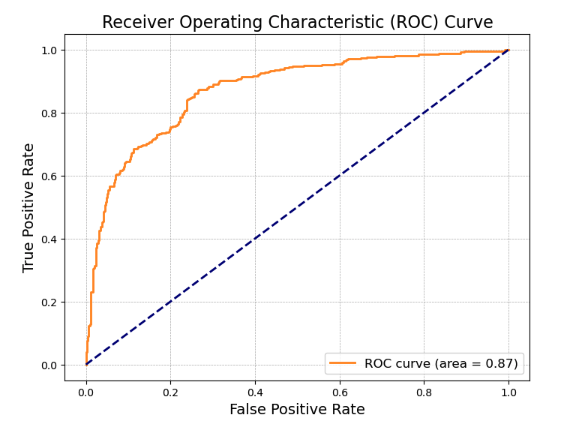 Receiver Operating Characteristic (ROC) Curve
1.0
0.8
0.6
0.4
0.2
0.0
True Positive Rate
ROC curve (area = 0.87)
0.0 0.2 0.4 0.6 0.8 1.0
False Positive Rate